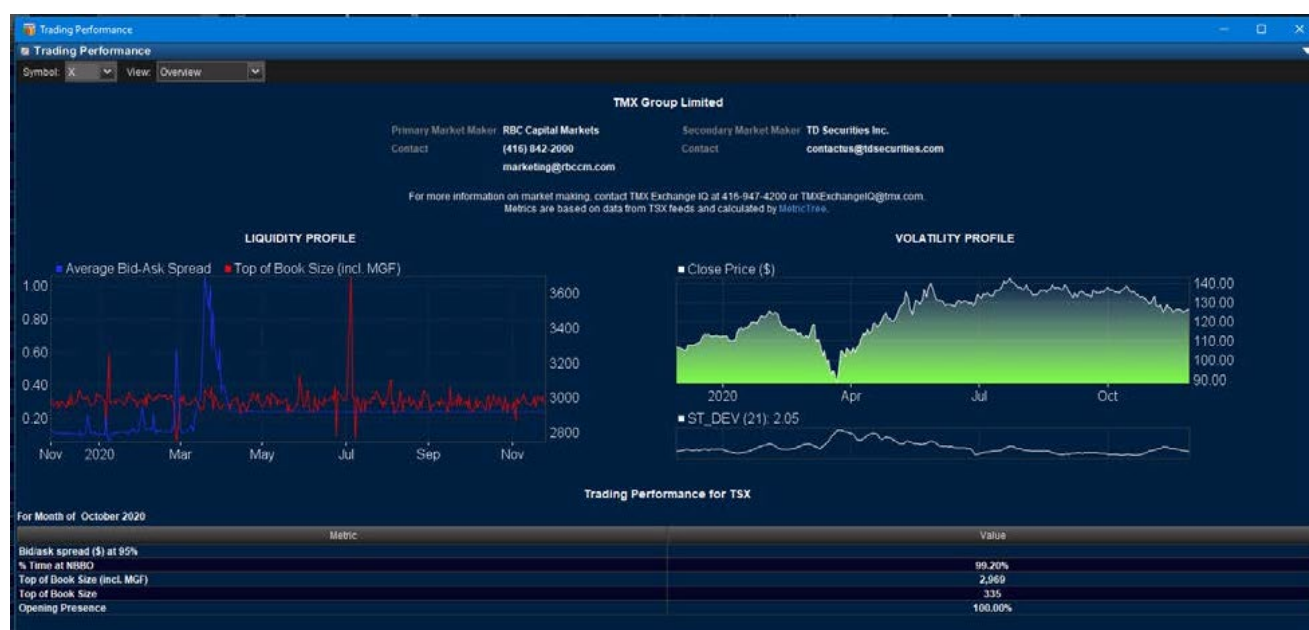 Trading Performance
Trading Performance
Symbol: X View: Overview
TMX Group Limited
Primary Market Maker RBC Capital Markets Secondary Market Maker TD Securities Inc.
Contact (416) 842-2000 Contact contactus@tdsecurities.com
marketing@rbccm.com
For more information on market making, contact TMX Exchange IQ at 416-947-4200 or TMXExchangeIQ@tmx.com.
Metrics are based on data from TSX feeds and calculated by MetricTree.
LIQUIDITY PROFILE
Average Bid-Ask Spread Top of Book Size (incl. MGF)
1.00
0.80
0.60
0.40
0.20
3600
3400
3200
3000
2800
Nov 2020 Mar May Jul Sep Nov
VOLATILITY PROFILE
Close Price ($)
140.00
130.00
120.00
110.00
100.00
90.00
2020 Apr Jul Oct
ST_DEV (21): 2.05
Trading Performance for TSX
For Month of October 2020
Metric Value
Bid/ask spread ($) at 95%
% Time at NBBO 99.20%
Top of Book Size (incl. MGF) 2,969
Top of Book Size 335
Opening Presence 100.00%